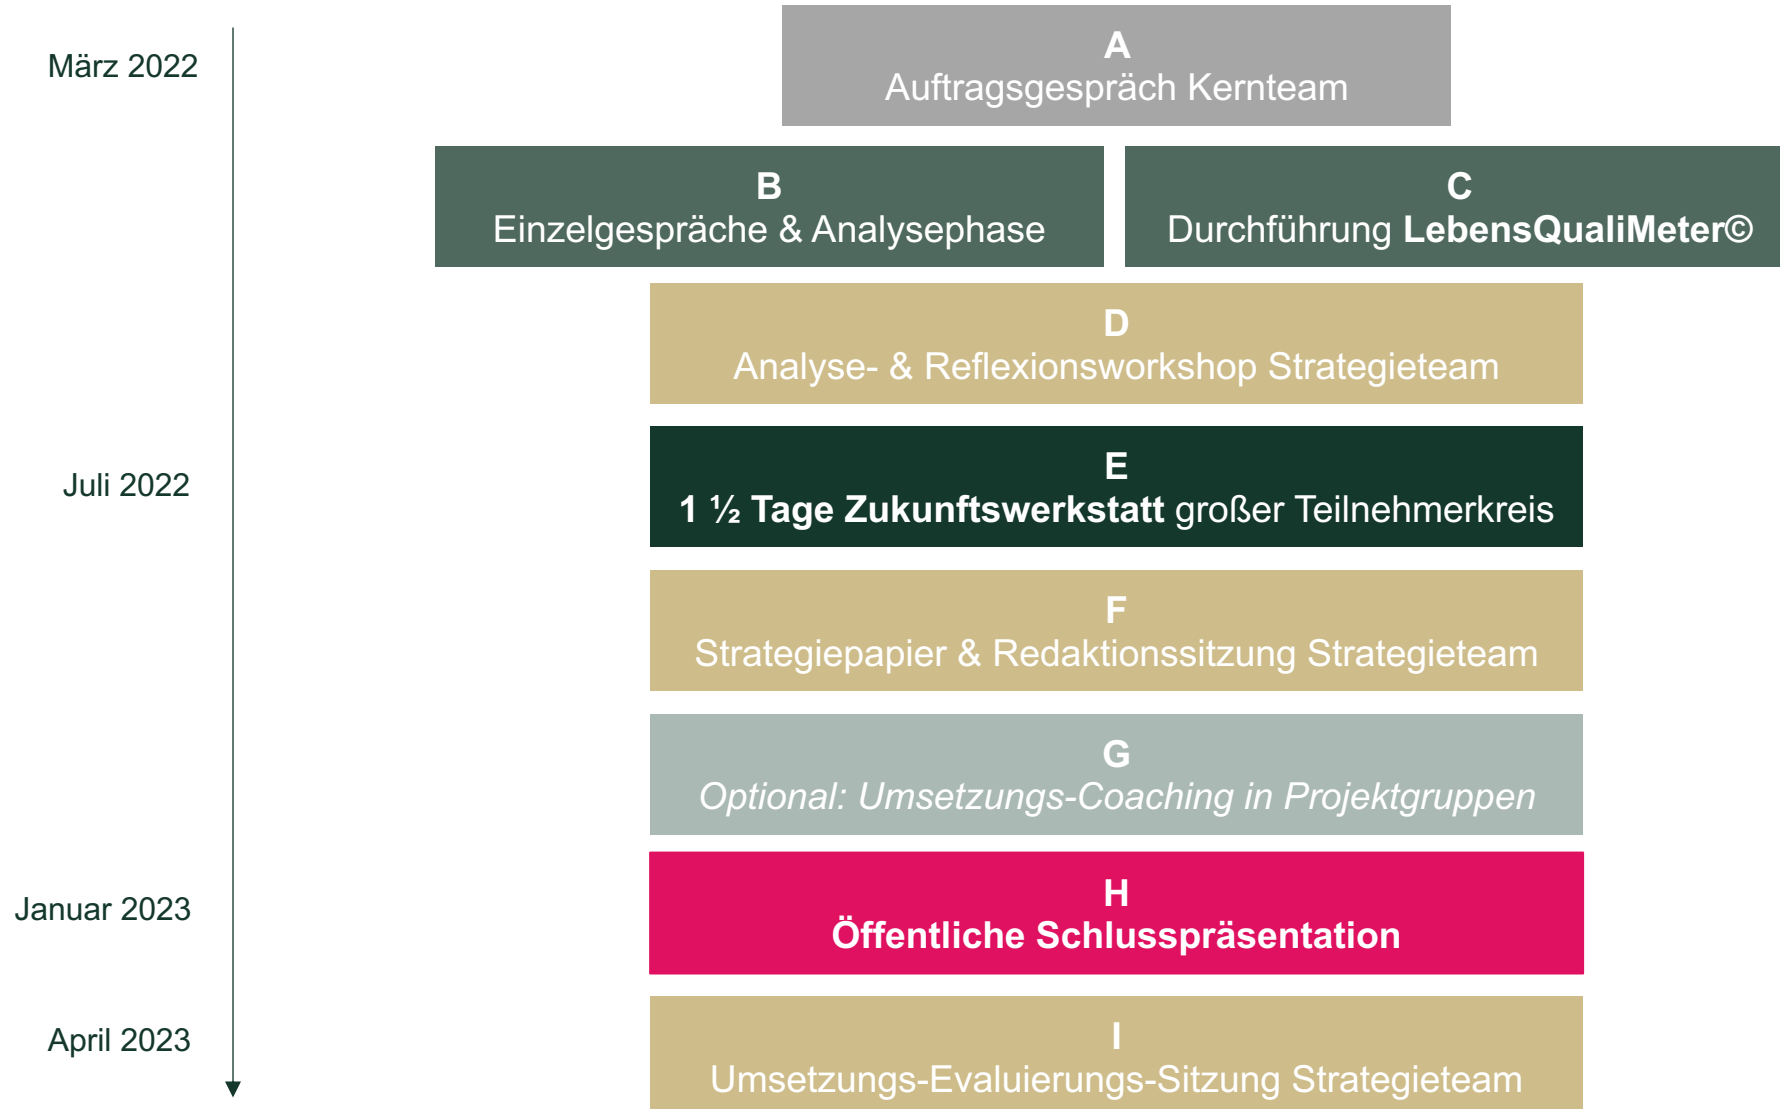 März 2022
A
Auftragsgespräch Kernteam
B
Einzelgespräche & Analysephase
C
Durchführung LebensQualiMeter©
D
Analyse- & Reflexionsworkshop Strategieteam
Juli 2022
E
1 ½ Tage Zukunftswerkstatt großer Teilnehmerkreis
F
Strategiepapier & Redaktionssitzung Strategieteam
G
Optional: Umsetzungs-Coaching in Projektgruppen
Januar 2023
H
Öffentliche Schlusspräsentation
April 2023
I
Umsetzungs-Evaluierungs-Sitzung Strategieteam